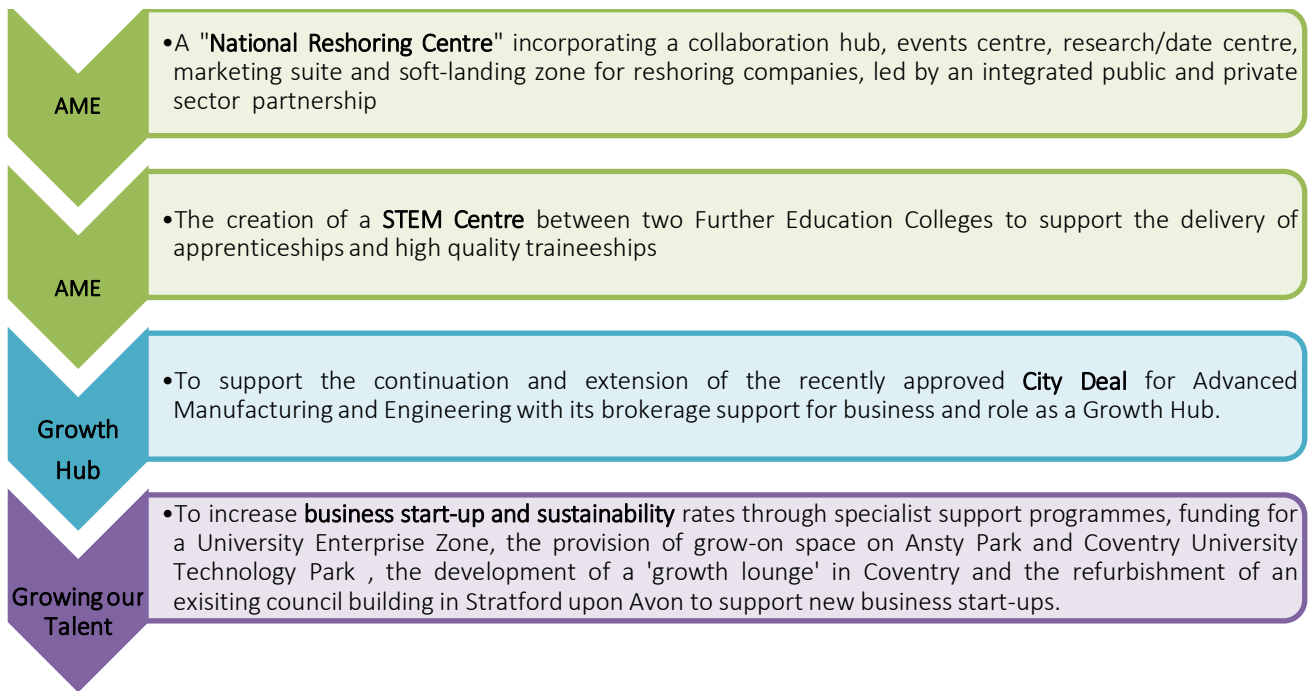 AME
•A "National Reshoring Centre" incorporating a collaboration hub, events centre, research/date centre,
marketing suite and soft-landing zone for reshoring companies, led by an integrated public and private
sector partnership
AME
•The creation of a STEM Centre between two Further Education Colleges to support the delivery of
apprenticeships and high quality traineeships
Growth
Hub
•To support the continuation and extension of the recently approved City Deal for Advanced
Manufacturing and Engineering with its brokerage support for business and role as a Growth Hub.
Growing our
Talent
•To increase business start-up and sustainability rates through specialist support programmes, funding for
a University Enterprise Zone, the provision of grow-on space on Ansty Park and Coventry University
Technology Park , the development of a 'growth lounge' in Coventry and the refurbishment of an
exisiting council building in Stratford upon Avon to support new business start-ups.